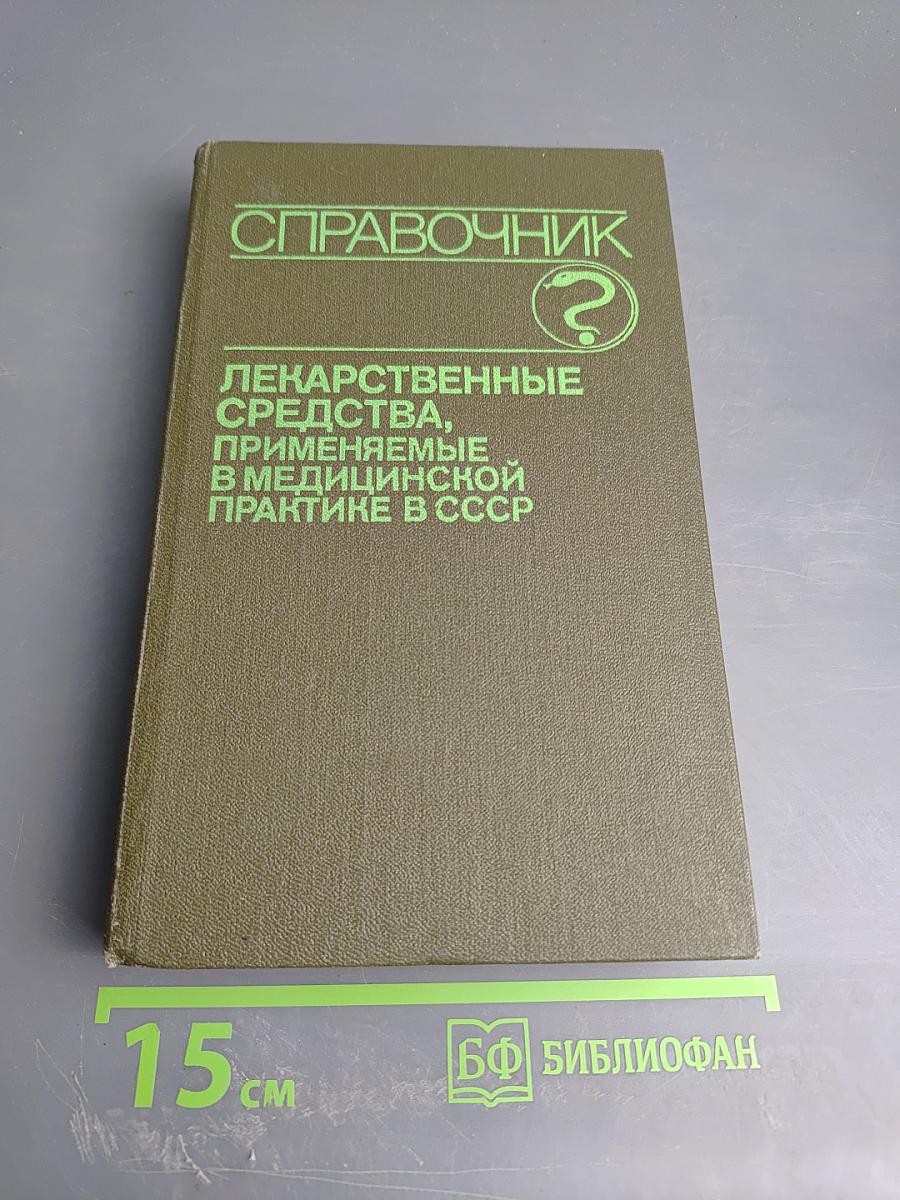 СПРАВОЧНИК
ЛЕКАРСТВЕННЫЕ
СРЕДСТВА,
ПРИМЕНЯЕМЫЕ
В МЕДИЦИНСКОЙ
ПРАКТИКЕ В СССР
15 см
БФ БИБЛИОФАН